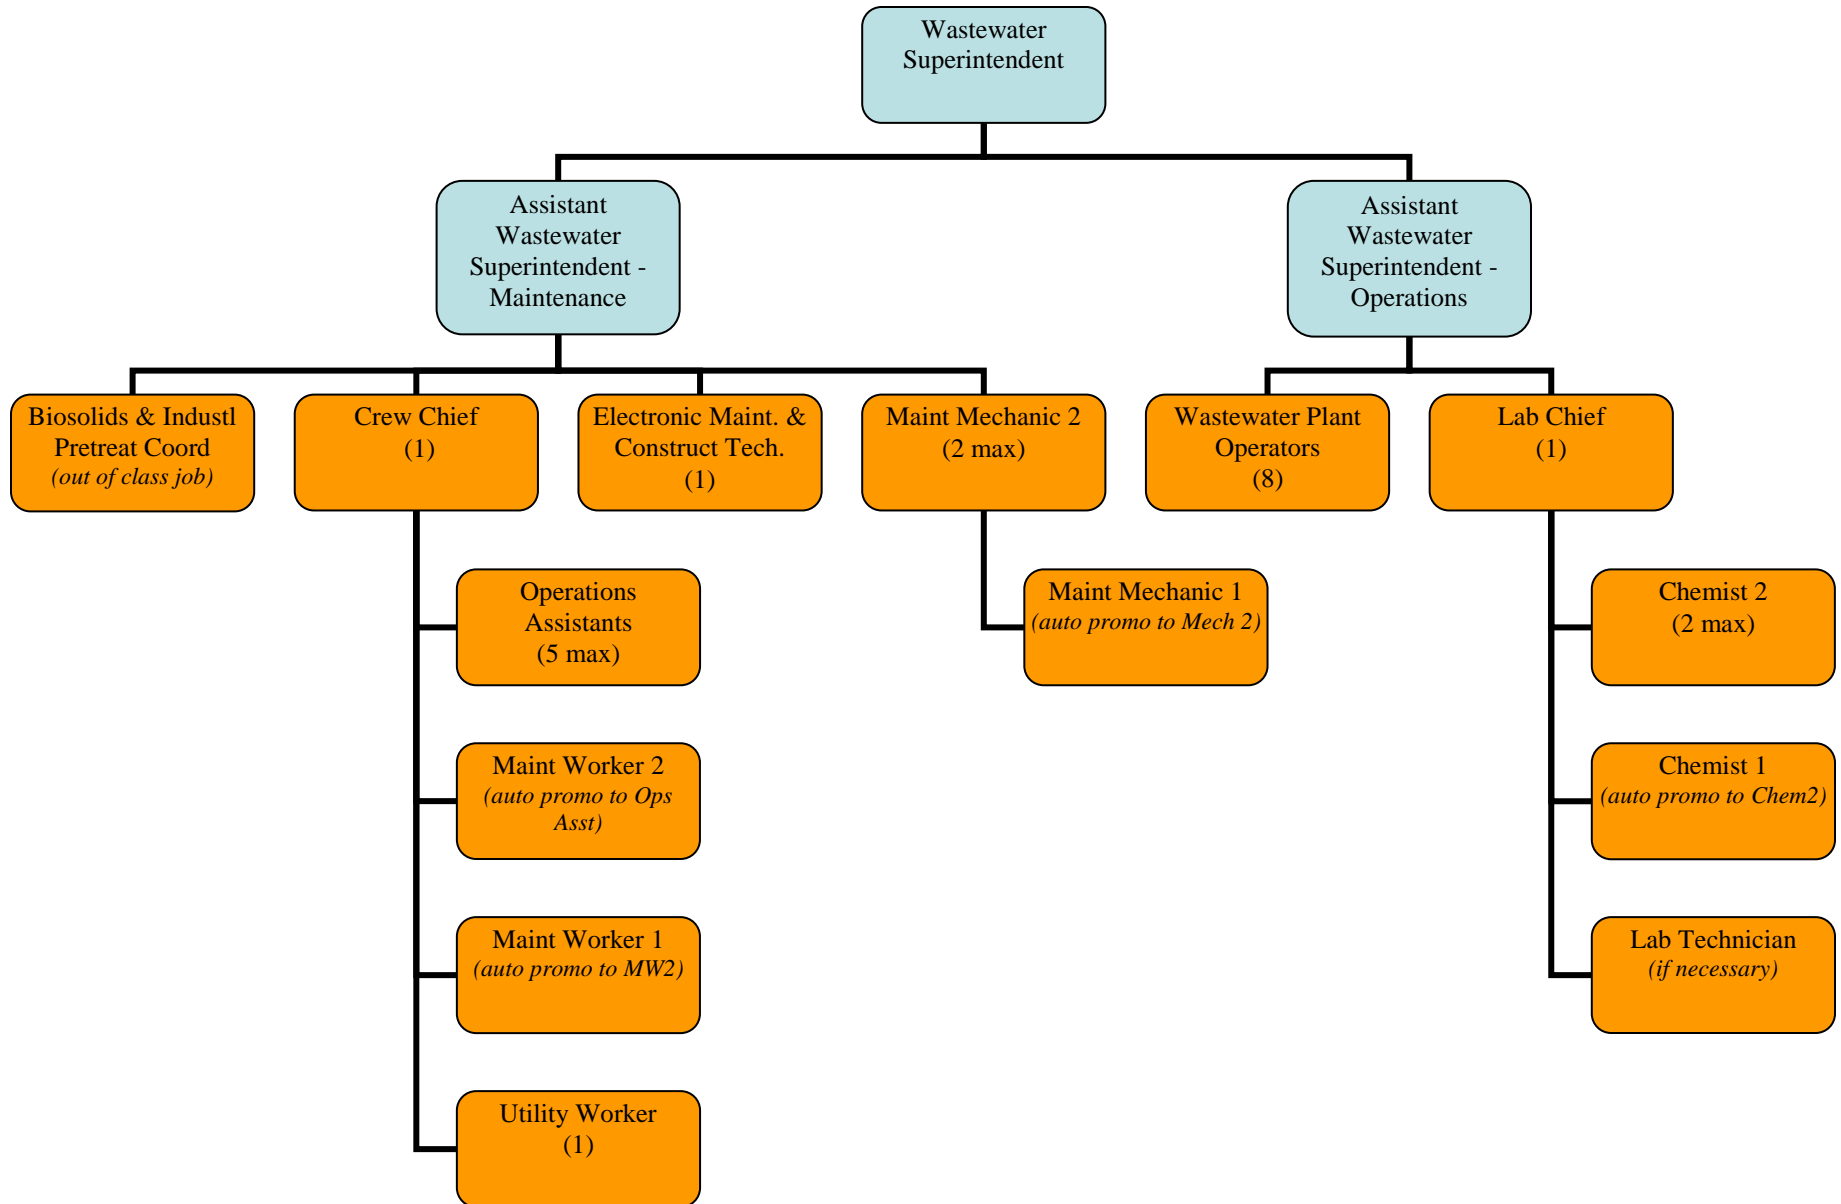 Wastewater
Superintendent
Assistant
Wastewater
Superintendent -
Maintenance
Assistant
Wastewater
Superintendent -
Operations
Biosolids & Industl
Pretreat Coord
(out of class job)
Crew Chief
(1)
Electronic Maint. &
Construct Tech.
(1)
Maint Mechanic 2
(2 max)
Wastewater Plant
Operators
(8)
Lab Chief
(1)
Operations
Assistants
(5 max)
Maint Mechanic 1
(auto promo to Mech 2)
Chemist 2
(2 max)
Maint Worker 2
(auto promo to Ops
Asst)
Chemist 1
(auto promo to Chem2)
Maint Worker 1
(auto promo to MW2)
Lab Technician
(if necessary)
Utility Worker
(1)